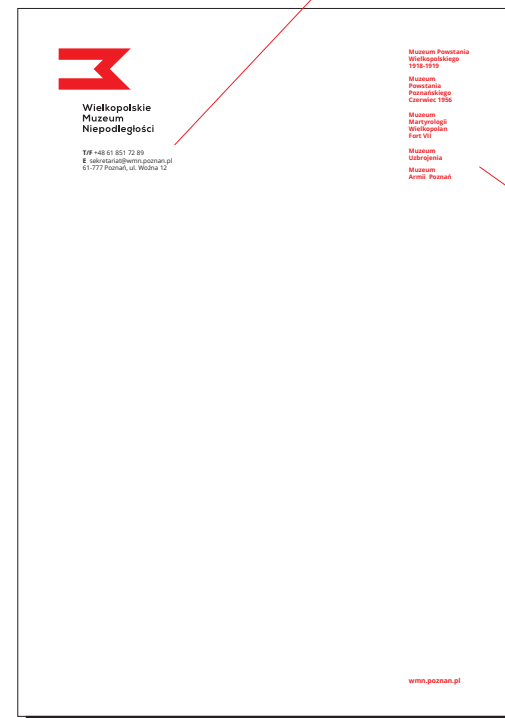 Wielkopolskie
Muzeum
Niepodległości
T/F +48 61 851 72 89
E sekretariat@wmn.poznan.pl
61-777 Poznań, ul. Woźna 12
Muzeum Powstania
Wielkopolskiego
1918-1919
Muzeum
Powstania
Poznańskiego
Czerwiec 1956
Muzeum
Martyrologii
Wielkopolan
Fort VII
Muzeum
Uzbrojenia
Muzeum
Armii Poznań
wmn.poznan.pl